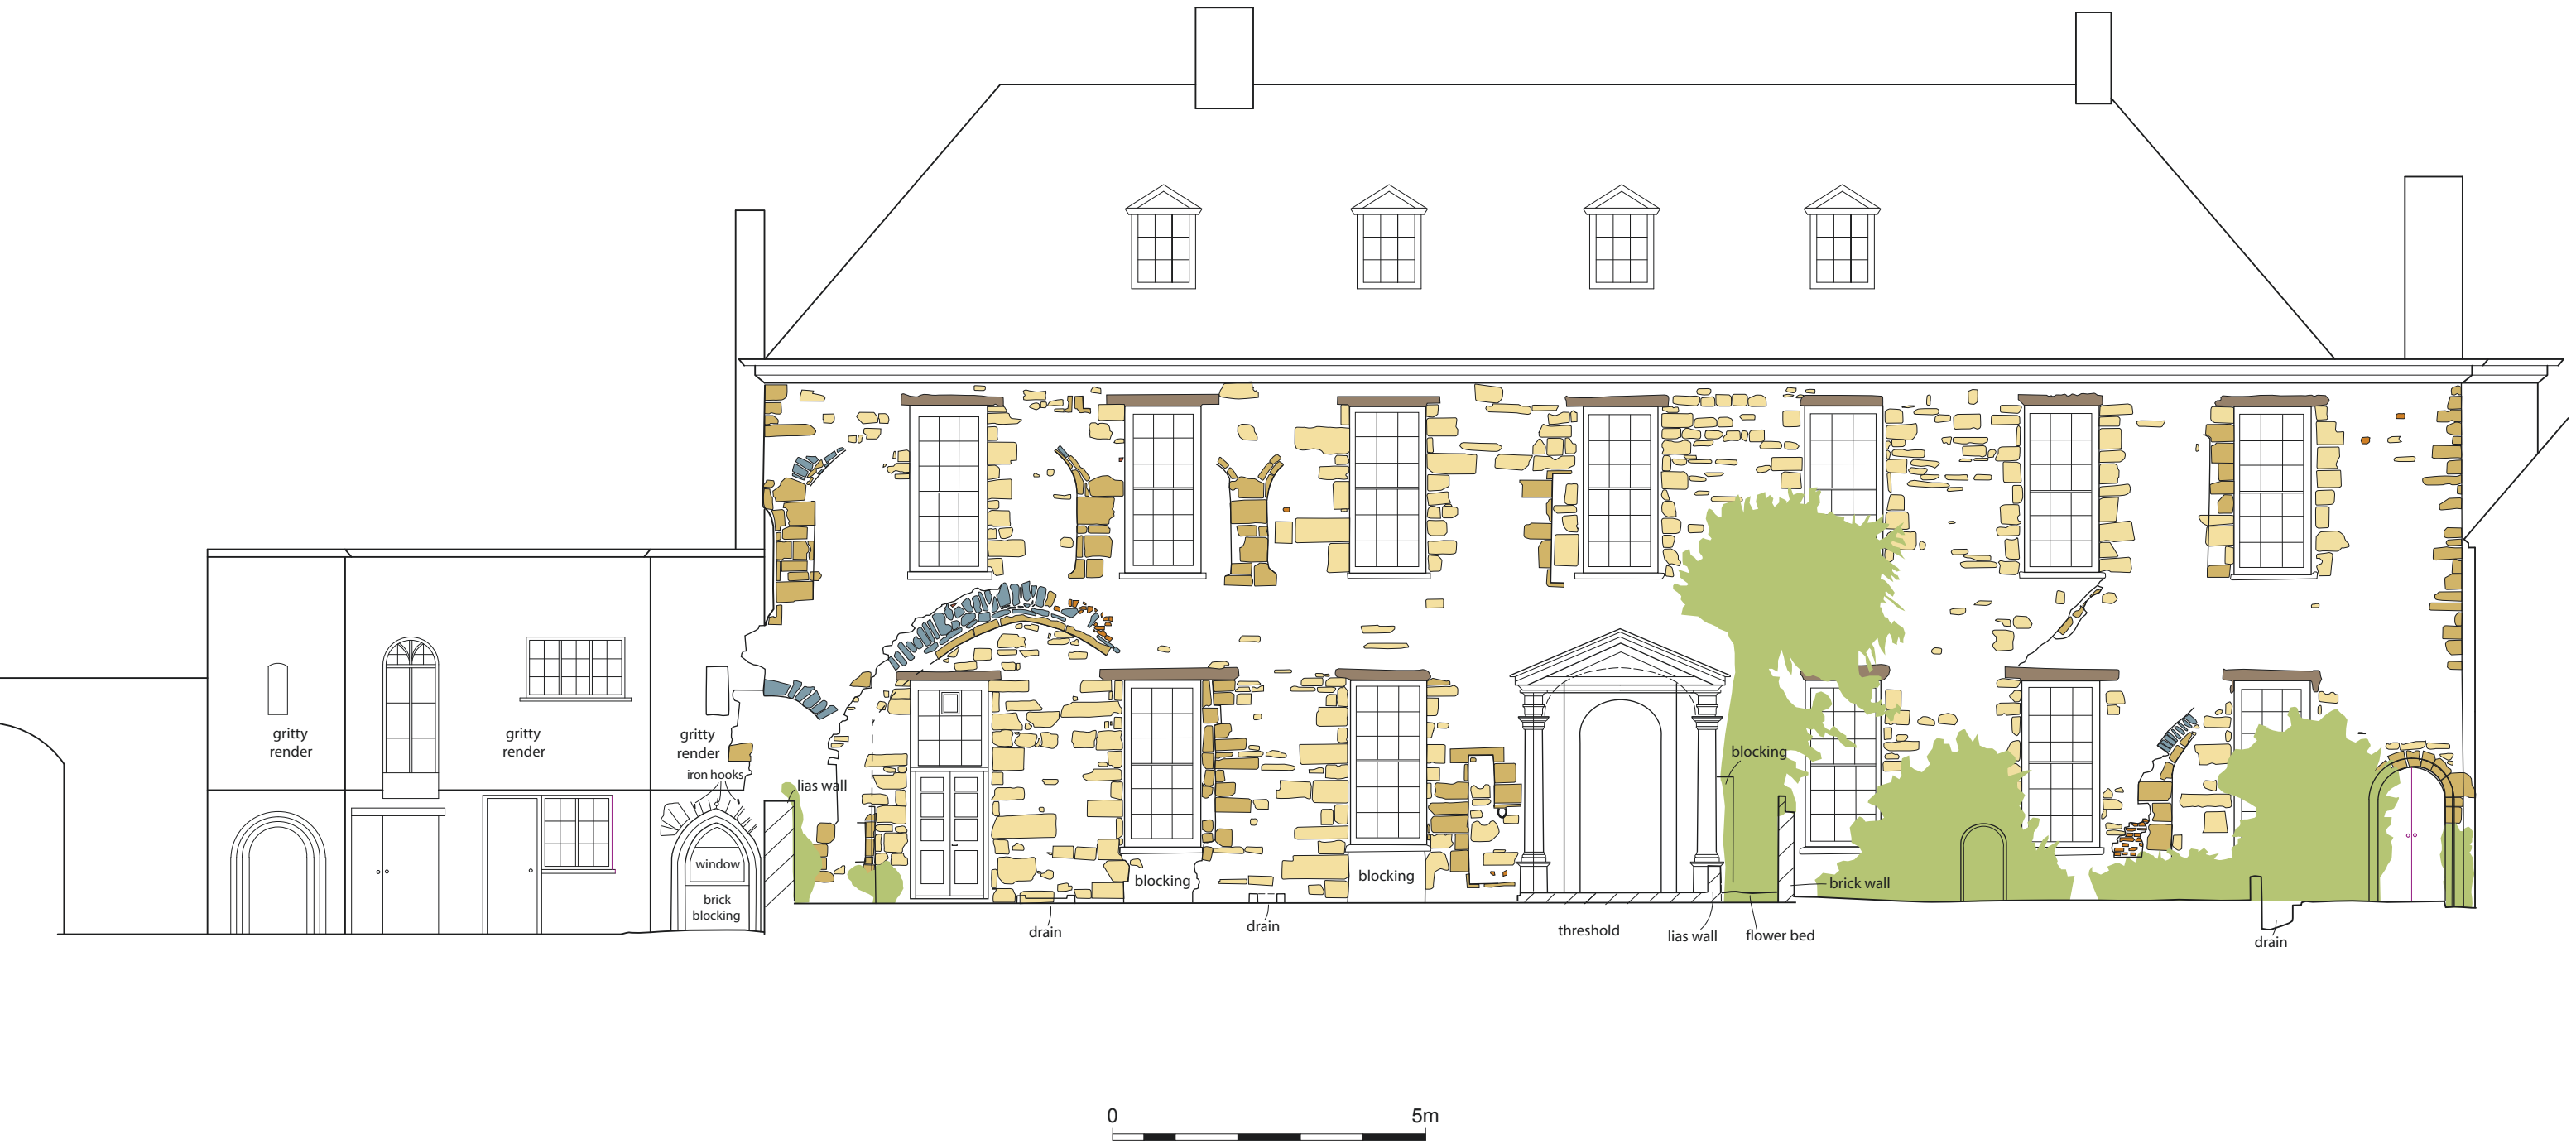 gritty
render
gritty
render
gritty
render
iron hooks
lias wall
window
brick
blocking
blocking
blocking
blocking
brick wall
drain
drain
threshold
lias wall
flower bed
drain
0
5m